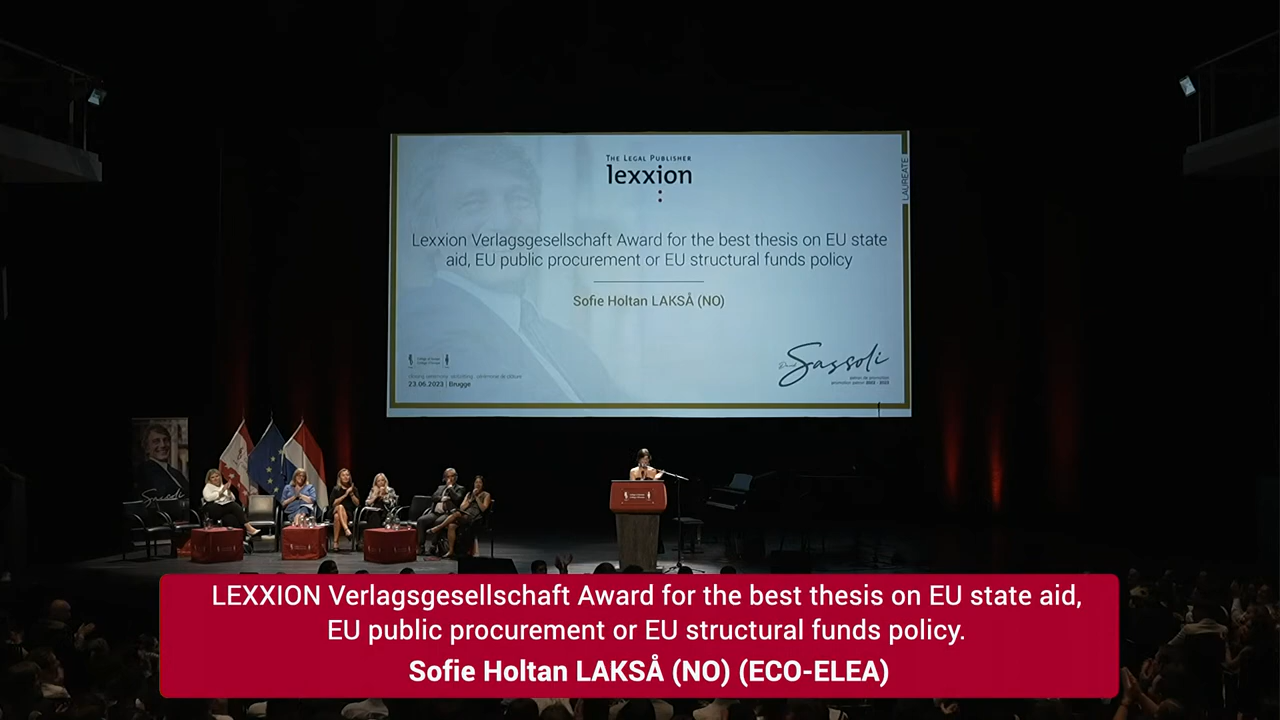 THE LEGAL PUBLISHER
lexxion
LAUREATE
Lexxion Verlagsgesellschaft Award for the best thesis on EU state
aid, EU public procurement or EU structural funds policy
Sofie Holtan LAKSÅ (NO)
23.06.2023 | Brugge
David Sassoli
LEXXION Verlagsgesellschaft Award for the best thesis on EU state aid,
EU public procurement or EU structural funds policy.
Sofie Holtan LAKSÅ (NO) (ECO-ELEA)